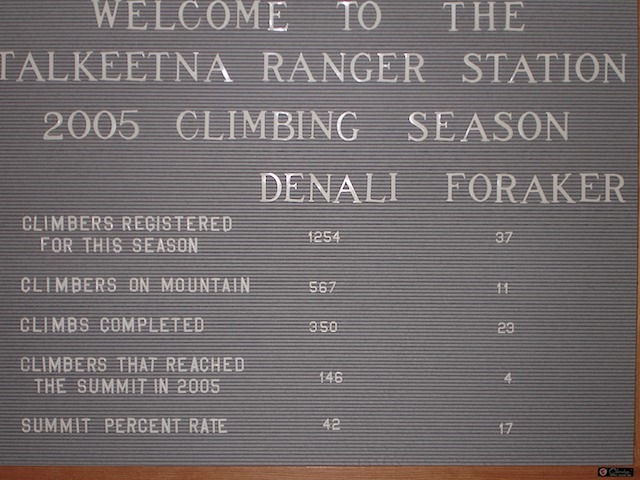 WELCOME TO THE
TALKEETNA RANGER STATION
2005 CLIMBING SEASON
DENALI FORAKER
CLIMBERS REGISTERED
FOR THIS SEASON 1254 37
CLIMBERS ON MOUNTAIN 567 11
CLIMBS COMPLETED 350 23
CLIMBERS THAT REACHED
THE SUMMIT IN 2005 146 4
SUMMIT PERCENT RATE 42 17